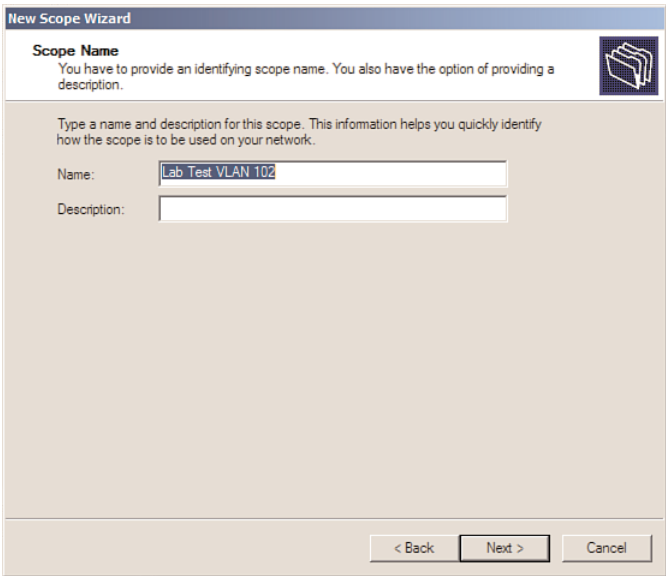 New Scope Wizard
Scope Name
You have to provide an identifying scope name. You also have the option of providing a
description.
Type a name and description for this scope. This information helps you quickly identify
how the scope is to be used on your network.
Name:
Lab Test VLAN 102
Description:
< Back
Next >
Cancel